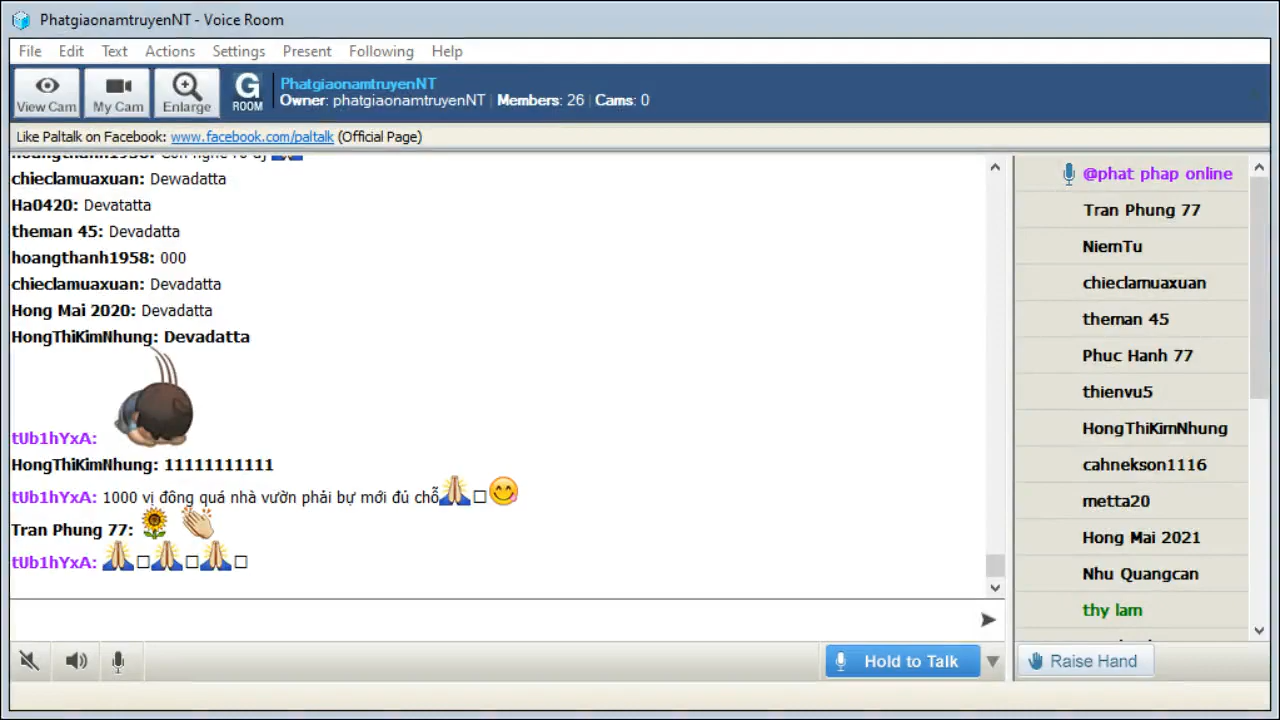 PhatgiaonamtruyenNT - Voice Room
File Edit Text Actions Settings Present Following Help
View Cam My Cam Enlarge G ROOM
PhatgiaonamtruyenNT
Owner: phatgiaonamtruyenNT | Members: 26 | Cams: 0
Like Paltalk on Facebook: www.facebook.com/paltalk (Official Page)
chieclamuaxuan: Dewadatta
Ha0420: Devatatta
theman 45: Devadatta
hoangthanh1958: 000
chieclamuaxuan: Devadatta
Hong Mai 2020: Devadatta
HongThiKimNhung: Devadatta
tUb1hYxA:
HongThiKimNhung: 11111111111
tUb1hYxA: 1000 vị đông quá nhà vườn phải bự mới đủ chỗ
Tran Phung 77:
tUb1hYxA:
@phat phap online
Tran Phung 77
NiemTu
chieclamuaxuan
theman 45
Phuc Hanh 77
thienvu5
HongThiKimNhung
cahnekson1116
metta20
Hong Mai 2021
Nhu Quangcan
thy lam
Hold to Talk
Raise Hand